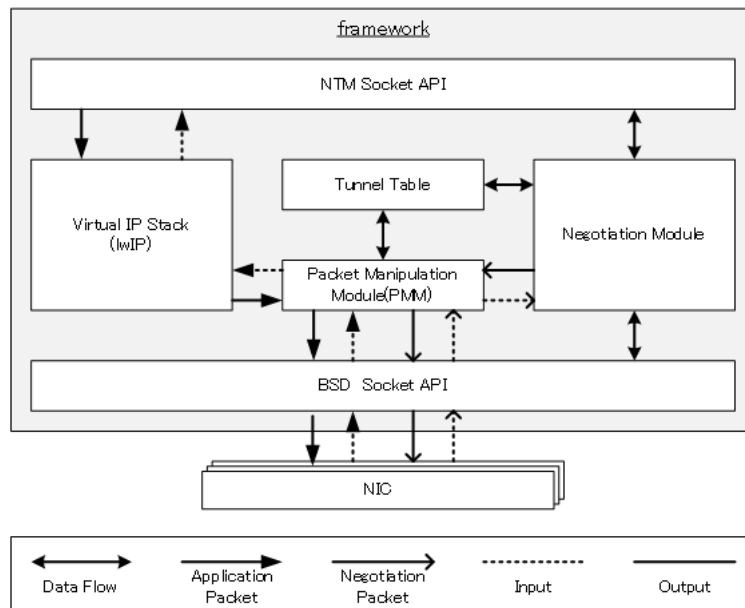 framework
NTM Socket API
Virtual IP Stack
(lwIP)
Tunnel Table
Negotiation Module
Packet Manipulation
Module(PMM)
BSD Socket API
NIC
Data Flow
Application
Packet
Negotiation
Packet
Input
Output